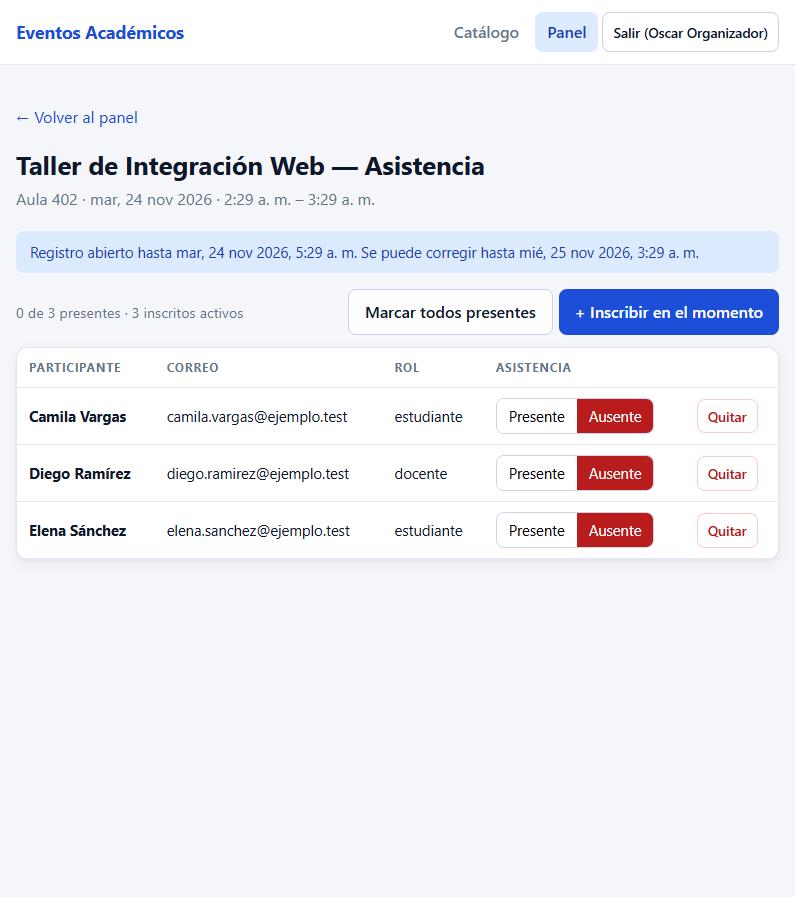 Eventos Académicos Catálogo Panel Salir (Oscar Organizador)
← Volver al panel
Taller de Integración Web — Asistencia
Aula 402 · mar, 24 nov 2026 · 2:29 a. m. – 3:29 a. m.
Registro abierto hasta mar, 24 nov 2026, 5:29 a. m. Se puede corregir hasta mié, 25 nov 2026, 3:29 a. m.
0 de 3 presentes · 3 inscritos activos Marcar todos presentes + Inscribir en el momento
PARTICIPANTE CORREO ROL ASISTENCIA
Camila Vargas camila.vargas@ejemplo.test estudiante Presente Ausente Quitar
Diego Ramírez diego.ramirez@ejemplo.test docente Presente Ausente Quitar
Elena Sánchez elena.sanchez@ejemplo.test estudiante Presente Ausente Quitar